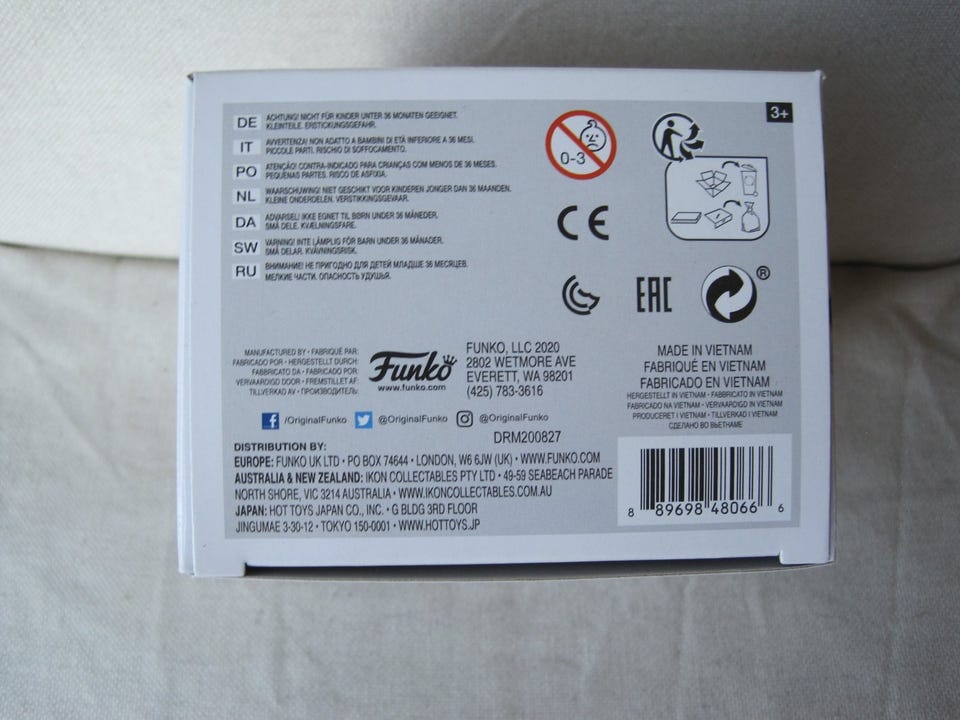 DE ACHTUNG! NICHT FÜR KINDER UNTER 36 MONATEN GEEIGNET.
KLEINTEILE. ERSTICKUNGSGEFAHR.
IT AVVERTENZA! NON ADATTO A BAMBINI DI ETÀ INFERIORE A 36 MESI.
PICCOLE PARTI. RISCHIO DI SOFFOCAMENTO.
PO ATENÇÃO! CONTRA-INDICADO PARA CRIANÇAS COM MENOS DE 36 MESES.
PEQUENAS PARTES. RISCO DE ASFIXIA.
NL WAARSCHUWING! NIET GESCHIKT VOOR KINDEREN JONGER DAN 36 MAANDEN.
KLEINE ONDERDELEN. VERSTIKKINGSGEVAAR.
DA ADVARSEL! IKKE EGNET TIL BØRN UNDER 36 MÅNEDER.
SMÅ DELE. KVÆLNINGSFARE.
SW VARNING! INTE LÄMPLIG FÖR BARN UNDER 36 MÅNADER.
SMÅ DELAR. KVÄVNINGSRISK.
RU ВНИМАНИЕ! НЕ ПРИГОДНО ДЛЯ ДЕТЕЙ МЛАДШЕ 36 МЕСЯЦЕВ.
МЕЛКИЕ ЧАСТИ. ОПАСНОСТЬ УДУШЬЯ.
0-3
3+
CE
EAC
®
MANUFACTURED BY • FABRIQUÉ PAR:
FABRICADO POR • HERGESTELLT DURCH:
FABBRICATO DA • FABRICADO POR:
VERVAARDIGD DOOR • FREMSTILLET AF:
TILLVERKAD AV • ПРОИЗВОДИТЕЛЬ:
Funko
www.funko.com
FUNKO, LLC 2020
2802 WETMORE AVE
EVERETT, WA 98201
(425) 783-3616
MADE IN VIETNAM
FABRIQUÉ EN VIETNAM
FABRICADO EN VIETNAM
HERGESTELLT IN VIETNAM • FABBRICATO IN VIETNAM
FABRICADO NA VIETNAM • VERVAARDIGD IN VIETNAM
PRODUCERET I VIETNAM • TILLVERKAD I VIETNAM
СДЕЛАНО ВО ВЬЕТНАМЕ
/OriginalFunko @OriginalFunko @OriginalFunko
DRM200827
DISTRIBUTION BY:
EUROPE: FUNKO UK LTD • PO BOX 74644 • LONDON, W6 6JW (UK) • WWW.FUNKO.COM
AUSTRALIA & NEW ZEALAND: IKON COLLECTABLES PTY LTD • 49-59 SEABEACH PARADE
NORTH SHORE, VIC 3214 AUSTRALIA • WWW.IKONCOLLECTABLES.COM.AU
JAPAN: HOT TOYS JAPAN CO., INC. • G BLDG 3RD FLOOR
JINGUMAE 3-30-12 • TOKYO 150-0001 • WWW.HOTTOYS.JP
8 89698 48066 6